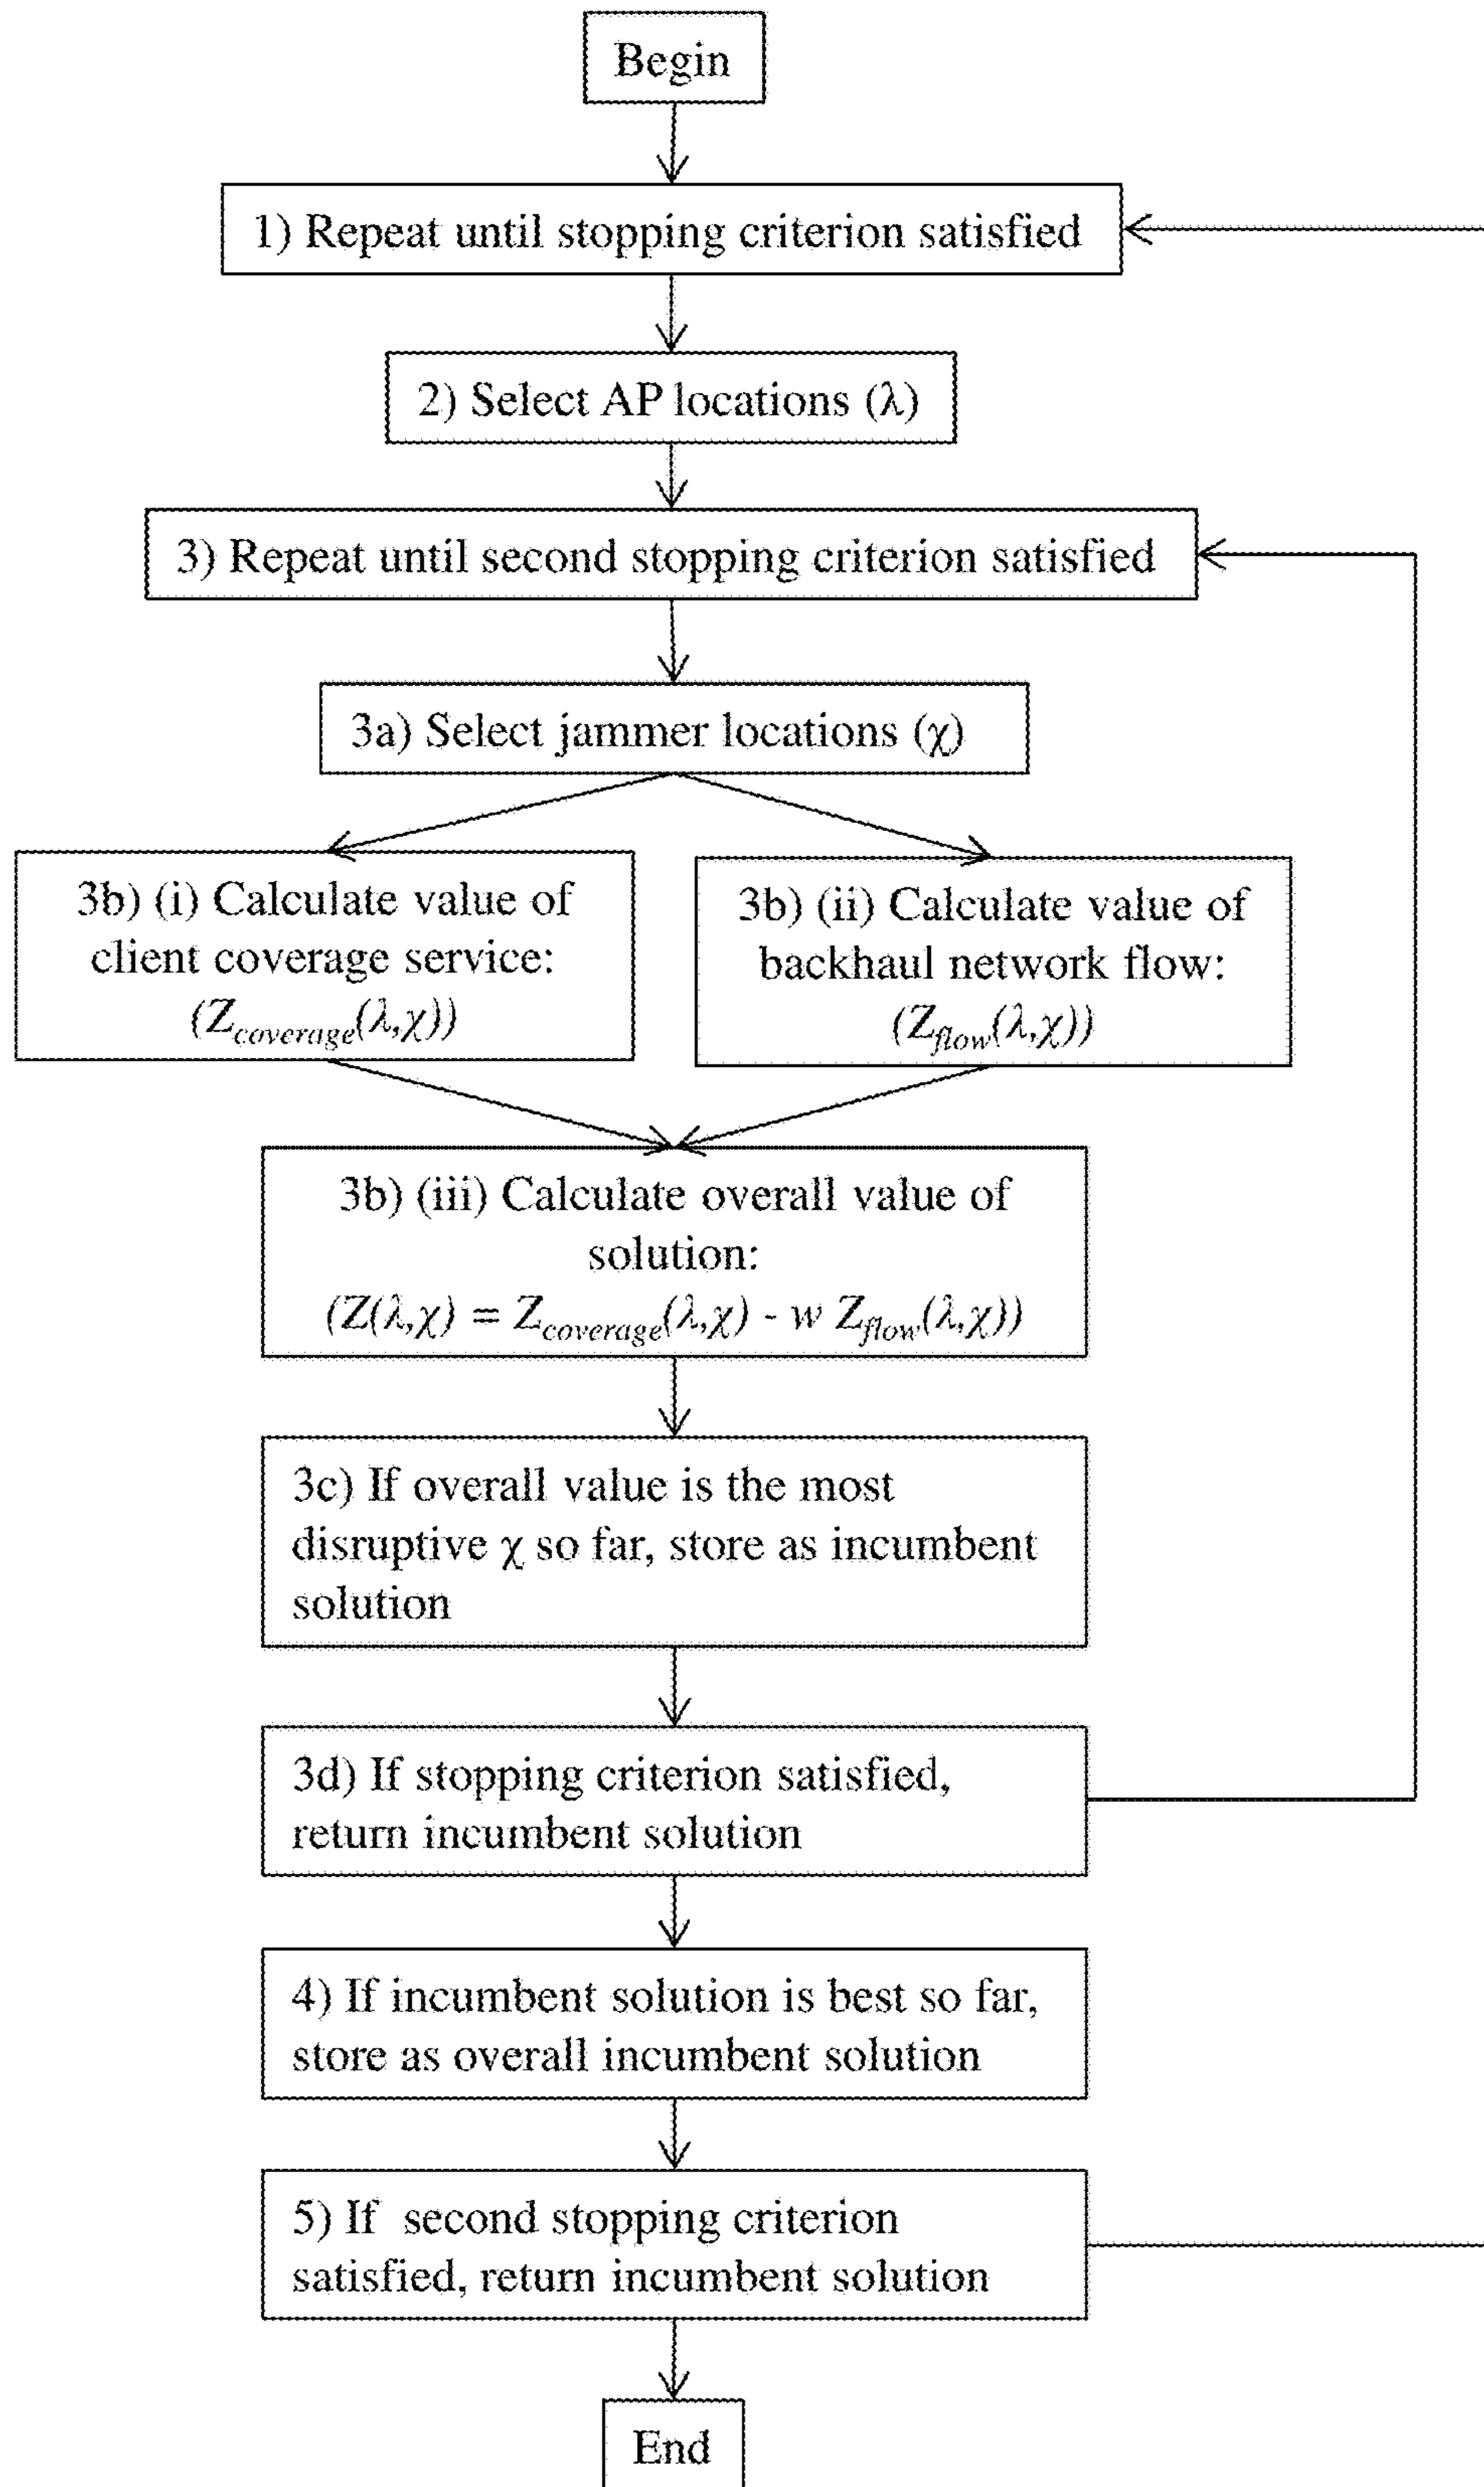 Begin
1) Repeat until stopping criterion satisfied
2) Select AP locations (λ)
3) Repeat until second stopping criterion satisfied
3a) Select jammer locations (χ)
3b) (i) Calculate value of
client coverage service:
(Z_coverage(λ,χ))
3b) (ii) Calculate value of
backhaul network flow:
(Z_flow(λ,χ))
3b) (iii) Calculate overall value of
solution:
(Z(λ,χ) = Z_coverage(λ,χ) - w Z_flow(λ,χ))
3c) If overall value is the most
disruptive χ so far, store as incumbent
solution
3d) If stopping criterion satisfied,
return incumbent solution
4) If incumbent solution is best so far,
store as overall incumbent solution
5) If second stopping criterion
satisfied, return incumbent solution
End